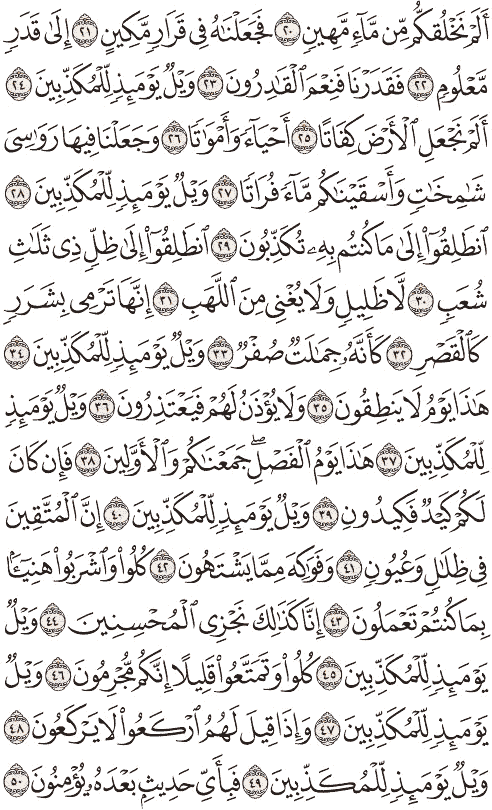 أَلَمْ نَخْلُقكُّم مِّن مَّآءٍ مَّهِينٍ ٢٠ فَجَعَلْنَٰهُ فِى قَرَارٍ مَّكِينٍ ٢١ إِلَىٰ قَدَرٍ
مَّعْلُومٍ ٢٢ فَقَدَرْنَا فَنِعْمَ ٱلْقَٰدِرُونَ ٢٣ وَيْلٌ يَوْمَئِذٍ لِّلْمُكَذِّبِينَ ٢٤
أَلَمْ نَجْعَلِ ٱلْأَرْضَ كِفَاتًا ٢٥ أَحْيَآءً وَأَمْوَٰتًا ٢٦ وَجَعَلْنَا فِيهَا رَوَٰسِىَ
شَٰمِخَٰتٍ وَأَسْقَيْنَٰكُم مَّآءً فُرَاتًا ٢٧ وَيْلٌ يَوْمَئِذٍ لِّلْمُكَذِّبِينَ ٢٨
ٱنطَلِقُوٓا۟ إِلَىٰ مَا كُنتُم بِهِۦ تُكَذِّبُونَ ٢٩ ٱنطَلِقُوٓا۟ إِلَىٰ ظِلٍّ ذِى ثَلَٰثِ
شُعَبٍ ٣٠ لَّا ظَلِيلٍ وَلَا يُغْنِى مِنَ ٱللَّهَبِ ٣١ إِنَّهَا تَرْمِى بِشَرَرٍ
كَٱلْقَصْرِ ٣٢ كَأَنَّهُۥ جِمَٰلَتٌ صُفْرٌ ٣٣ وَيْلٌ يَوْمَئِذٍ لِّلْمُكَذِّبِينَ ٣٤
هَٰذَا يَوْمُ لَا يَنطِقُونَ ٣٥ وَلَا يُؤْذَنُ لَهُمْ فَيَعْتَذِرُونَ ٣٦ وَيْلٌ يَوْمَئِذٍ
لِّلْمُكَذِّبِينَ ٣٧ هَٰذَا يَوْمُ ٱلْفَصْلِ ۖ جَمَعْنَٰكُمْ وَٱلْأَوَّلِينَ ٣٨ فَإِن كَانَ
لَكُمْ كَيْدٌ فَكِيدُونِ ٣٩ وَيْلٌ يَوْمَئِذٍ لِّلْمُكَذِّبِينَ ٤٠ إِنَّ ٱلْمُتَّقِينَ
فِى ظِلَٰلٍ وَعُيُونٍ ٤١ وَفَوَٰكِهَ مِمَّا يَشْتَهُونَ ٤٢ كُلُوا۟ وَٱشْرَبُوا۟ هَنِيٓـًٔۢا
بِمَا كُنتُمْ تَعْمَلُونَ ٤٣ إِنَّا كَذَٰلِكَ نَجْزِى ٱلْمُحْسِنِينَ ٤٤ وَيْلٌ
يَوْمَئِذٍ لِّلْمُكَذِّبِينَ ٤٥ كُلُوا۟ وَتَمَتَّعُوا۟ قَلِيلًا إِنَّكُم مُّجْرِمُونَ ٤٦ وَيْلٌ
يَوْمَئِذٍ لِّلْمُكَذِّبِينَ ٤٧ وَإِذَا قِيلَ لَهُمُ ٱرْكَعُوا۟ لَا يَرْكَعُونَ ٤٨
وَيْلٌ يَوْمَئِذٍ لِّلْمُكَذِّبِينَ ٤٩ فَبِأَىِّ حَدِيثٍۭ بَعْدَهُۥ يُؤْمِنُونَ ٥٠